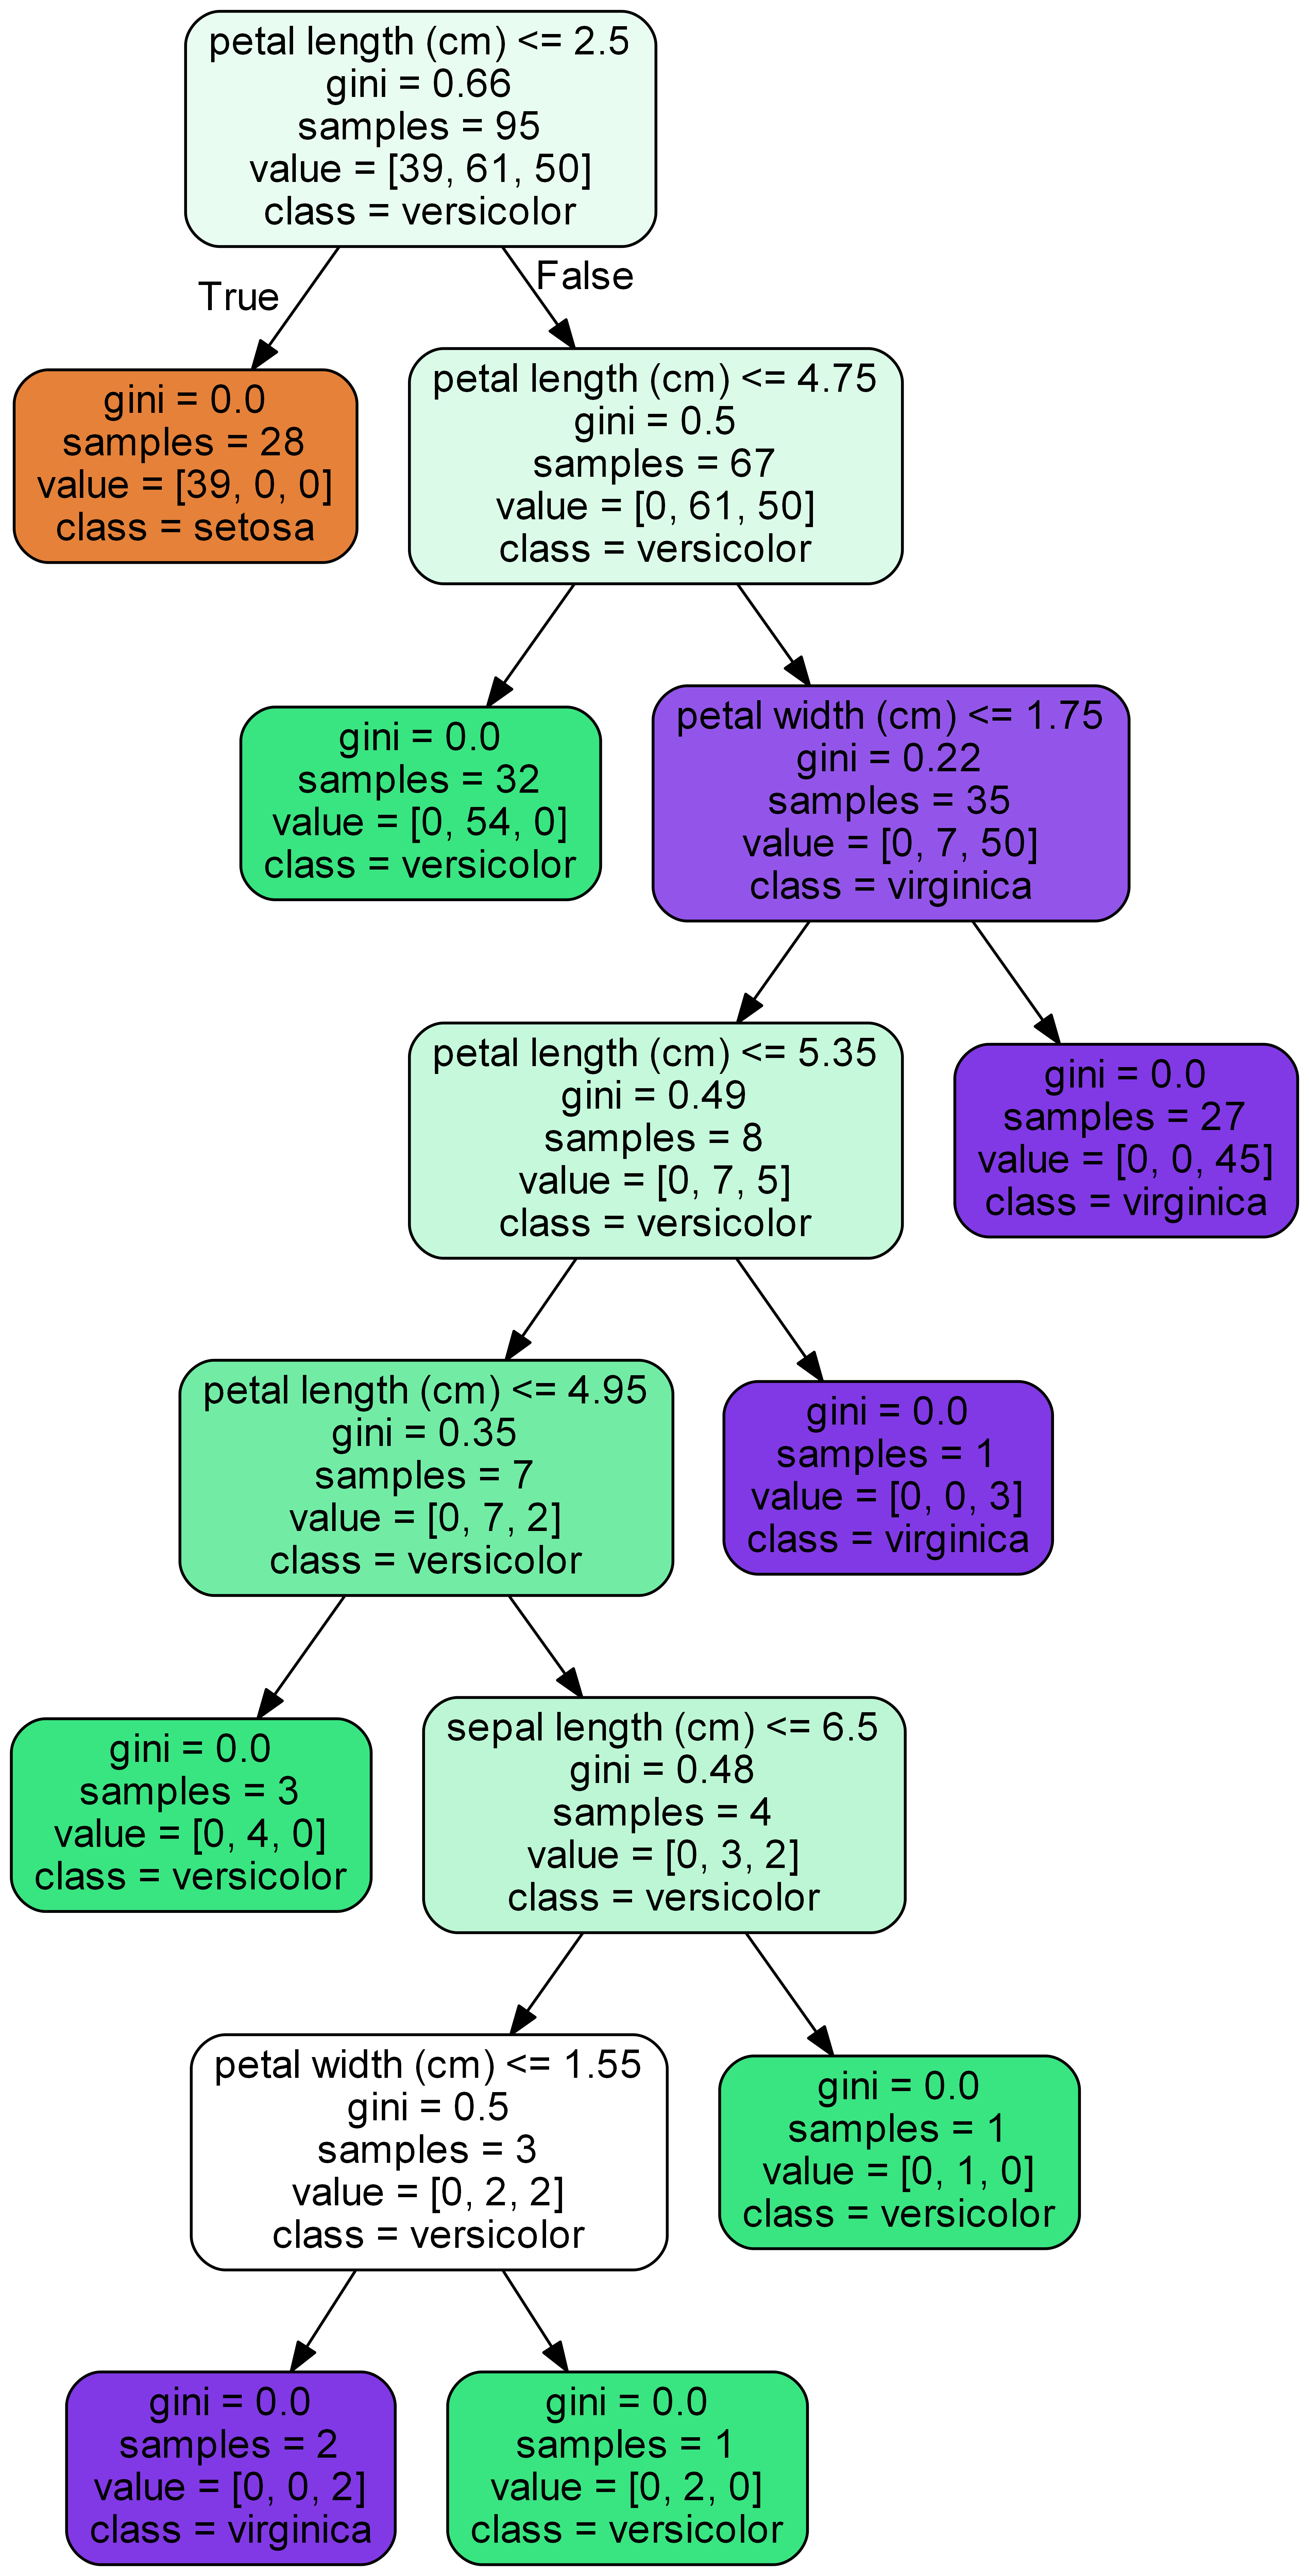 petal length (cm) <= 2.5
gini = 0.66
samples = 95
value = [39, 61, 50]
class = versicolor
True
False
gini = 0.0
samples = 28
value = [39, 0, 0]
class = setosa
petal length (cm) <= 4.75
gini = 0.5
samples = 67
value = [0, 61, 50]
class = versicolor
gini = 0.0
samples = 32
value = [0, 54, 0]
class = versicolor
petal width (cm) <= 1.75
gini = 0.22
samples = 35
value = [0, 7, 50]
class = virginica
petal length (cm) <= 5.35
gini = 0.49
samples = 8
value = [0, 7, 5]
class = versicolor
gini = 0.0
samples = 27
value = [0, 0, 45]
class = virginica
petal length (cm) <= 4.95
gini = 0.35
samples = 7
value = [0, 7, 2]
class = versicolor
gini = 0.0
samples = 1
value = [0, 0, 3]
class = virginica
gini = 0.0
samples = 3
value = [0, 4, 0]
class = versicolor
sepal length (cm) <= 6.5
gini = 0.48
samples = 4
value = [0, 3, 2]
class = versicolor
petal width (cm) <= 1.55
gini = 0.5
samples = 3
value = [0, 2, 2]
class = versicolor
gini = 0.0
samples = 1
value = [0, 1, 0]
class = versicolor
gini = 0.0
samples = 2
value = [0, 0, 2]
class = virginica
gini = 0.0
samples = 1
value = [0, 2, 0]
class = versicolor